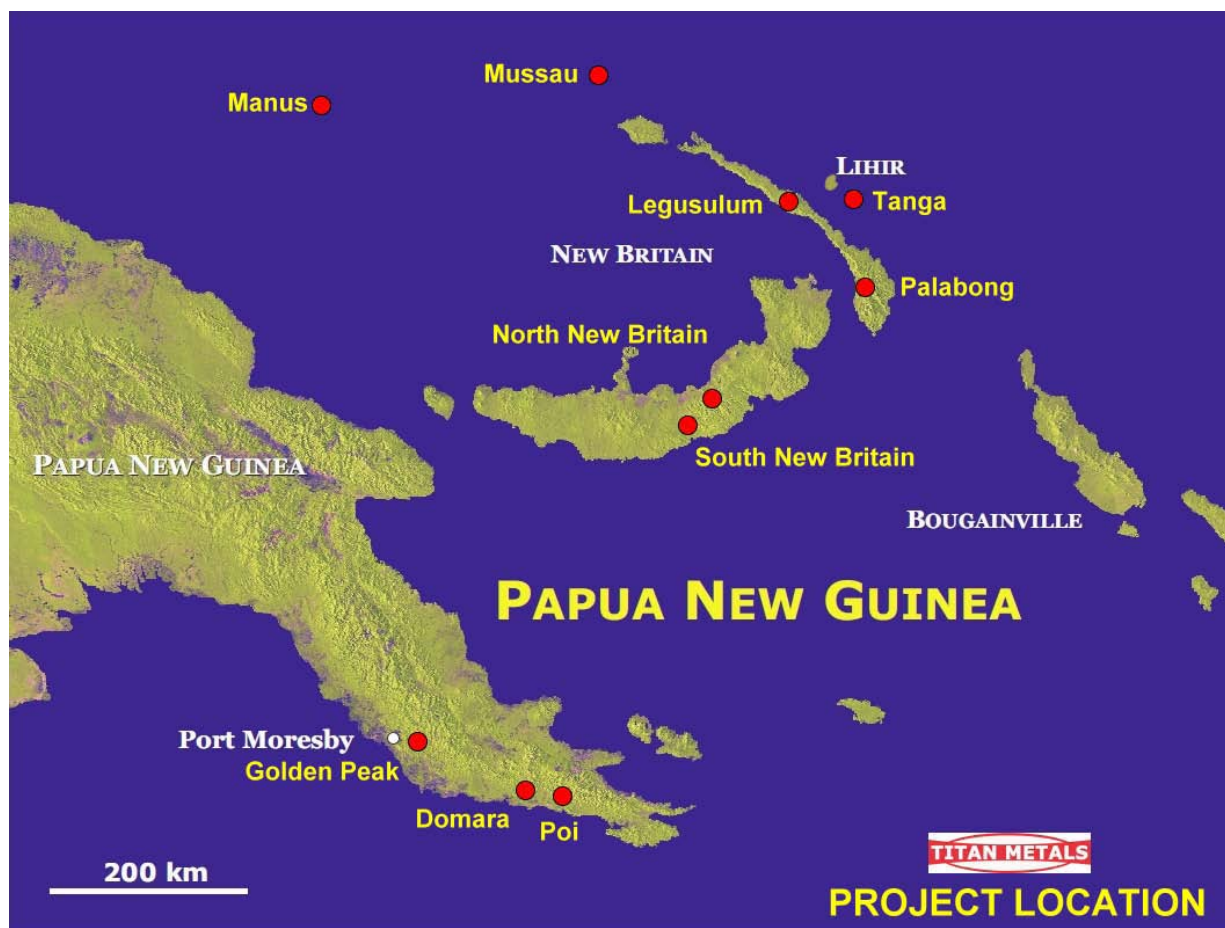 Mussau
Manus
LIHIR
Legusulum
Tanga
NEW BRITAIN
Palabong
North New Britain
PAPUA NEW GUINEA
South New Britain
BOUGAINVILLE
PAPUA NEW GUINEA
Port Moresby
Golden Peak
Domara
Poi
TITAN METALS
200 km
PROJECT LOCATION